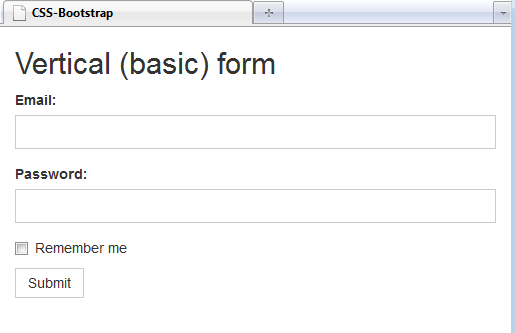 CSS-Bootstrap
Vertical (basic) form
Email:
Password:
Remember me
Submit